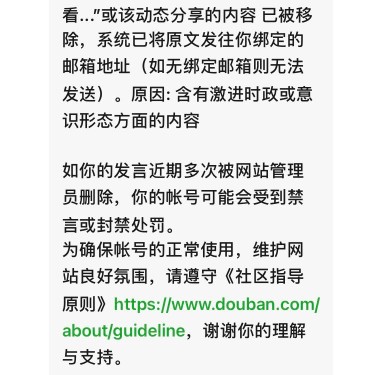 看..."或该动态分享的内容 已被移
除，系统已将原文发往你绑定的
邮箱地址（如无绑定邮箱则无法
发送）。原因: 含有激进时政或意
识形态方面的内容
如你的发言近期多次被网站管理
员删除，你的帐号可能会受到禁
言或封禁处罚。
为确保帐号的正常使用，维护网
站良好氛围，请遵守《社区指导
原则》https://www.douban.com/
about/guideline，谢谢你的理解
与支持。